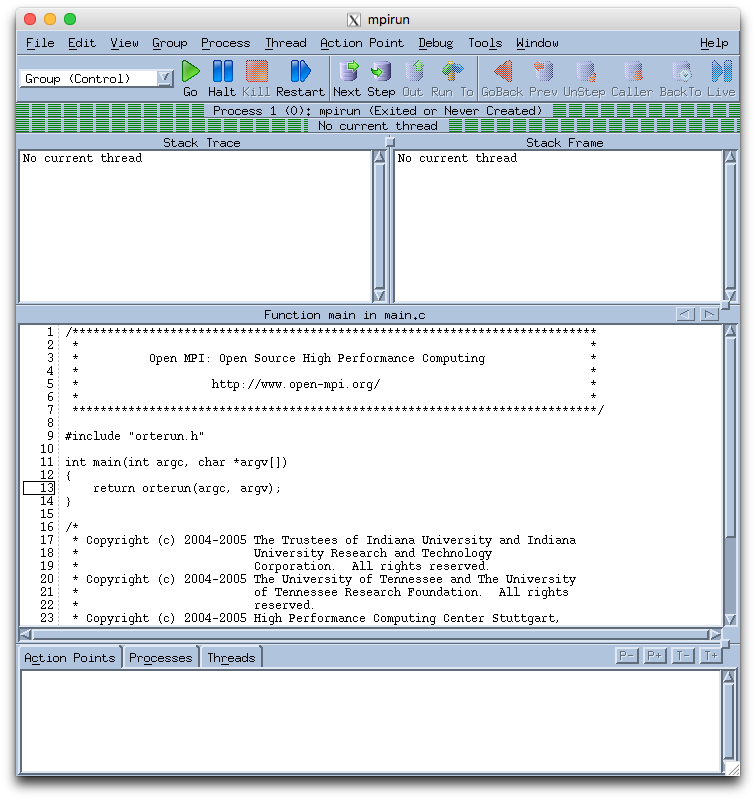 mpirun
File Edit View Group Process Thread Action Point Debug Tools Window Help
Group (Control)
Go Halt Kill Restart Next Step Out Run To GoBack Prev UnStep Caller BackTo Live
Process 1 (0): mpirun (Exited or Never Created)
No current thread
Stack Trace Stack Frame
No current thread No current thread
Function main in main.c
1 /***************************************************************************
2 * *
3 * Open MPI: Open Source High Performance Computing *
4 * *
5 * http://www.open-mpi.org/ *
6 * *
7 ***************************************************************************/
8
9 #include "orterun.h"
10
11 int main(int argc, char *argv[])
12 {
13 return orterun(argc, argv);
14 }
15
16 /*
17 * Copyright (c) 2004-2005 The Trustees of Indiana University and Indiana
18 * University Research and Technology
19 * Corporation. All rights reserved.
20 * Copyright (c) 2004-2005 The University of Tennessee and The University
21 * of Tennessee Research Foundation. All rights
22 * reserved.
23 * Copyright (c) 2004-2005 High Performance Computing Center Stuttgart,
Action Points Processes Threads P- P+ T- T+